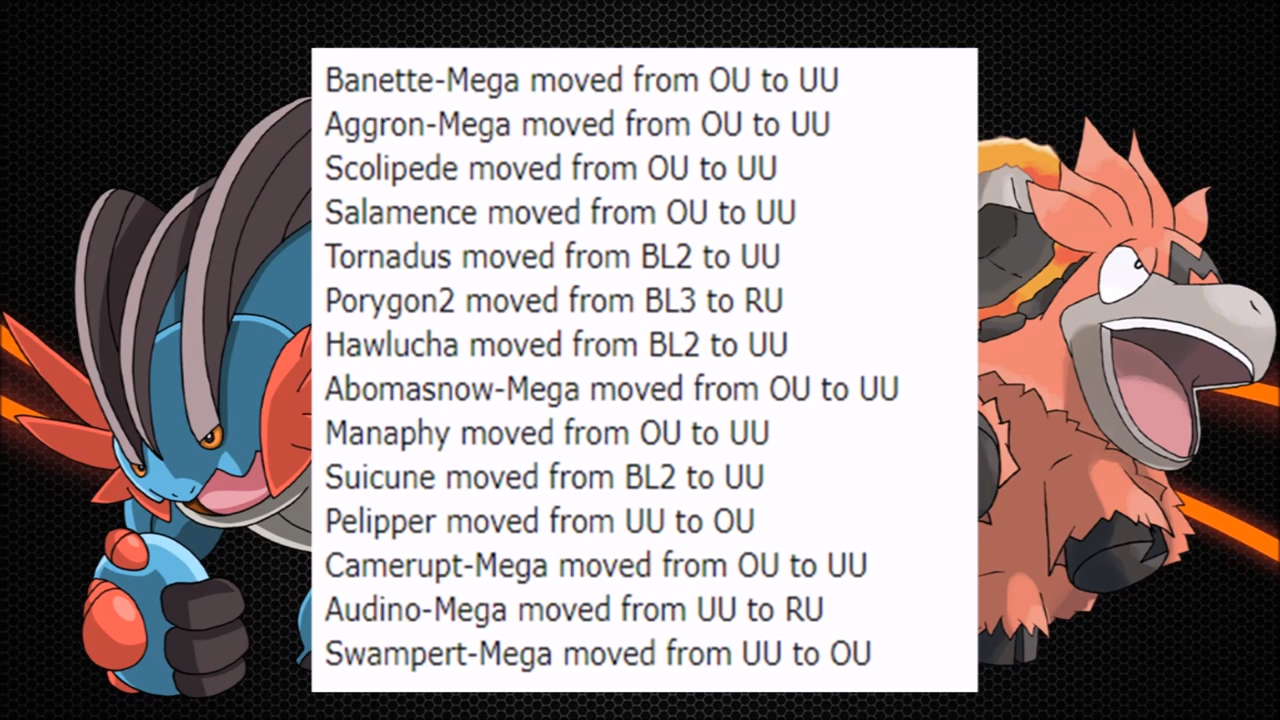 Banette-Mega moved from OU to UU
Aggron-Mega moved from OU to UU
Scolipede moved from OU to UU
Salamence moved from OU to UU
Tornadus moved from BL2 to UU
Porygon2 moved from BL3 to RU
Hawlucha moved from BL2 to UU
Abomasnow-Mega moved from OU to UU
Manaphy moved from OU to UU
Suicune moved from BL2 to UU
Pelipper moved from UU to OU
Camerupt-Mega moved from OU to UU
Audino-Mega moved from UU to RU
Swampert-Mega moved from UU to OU